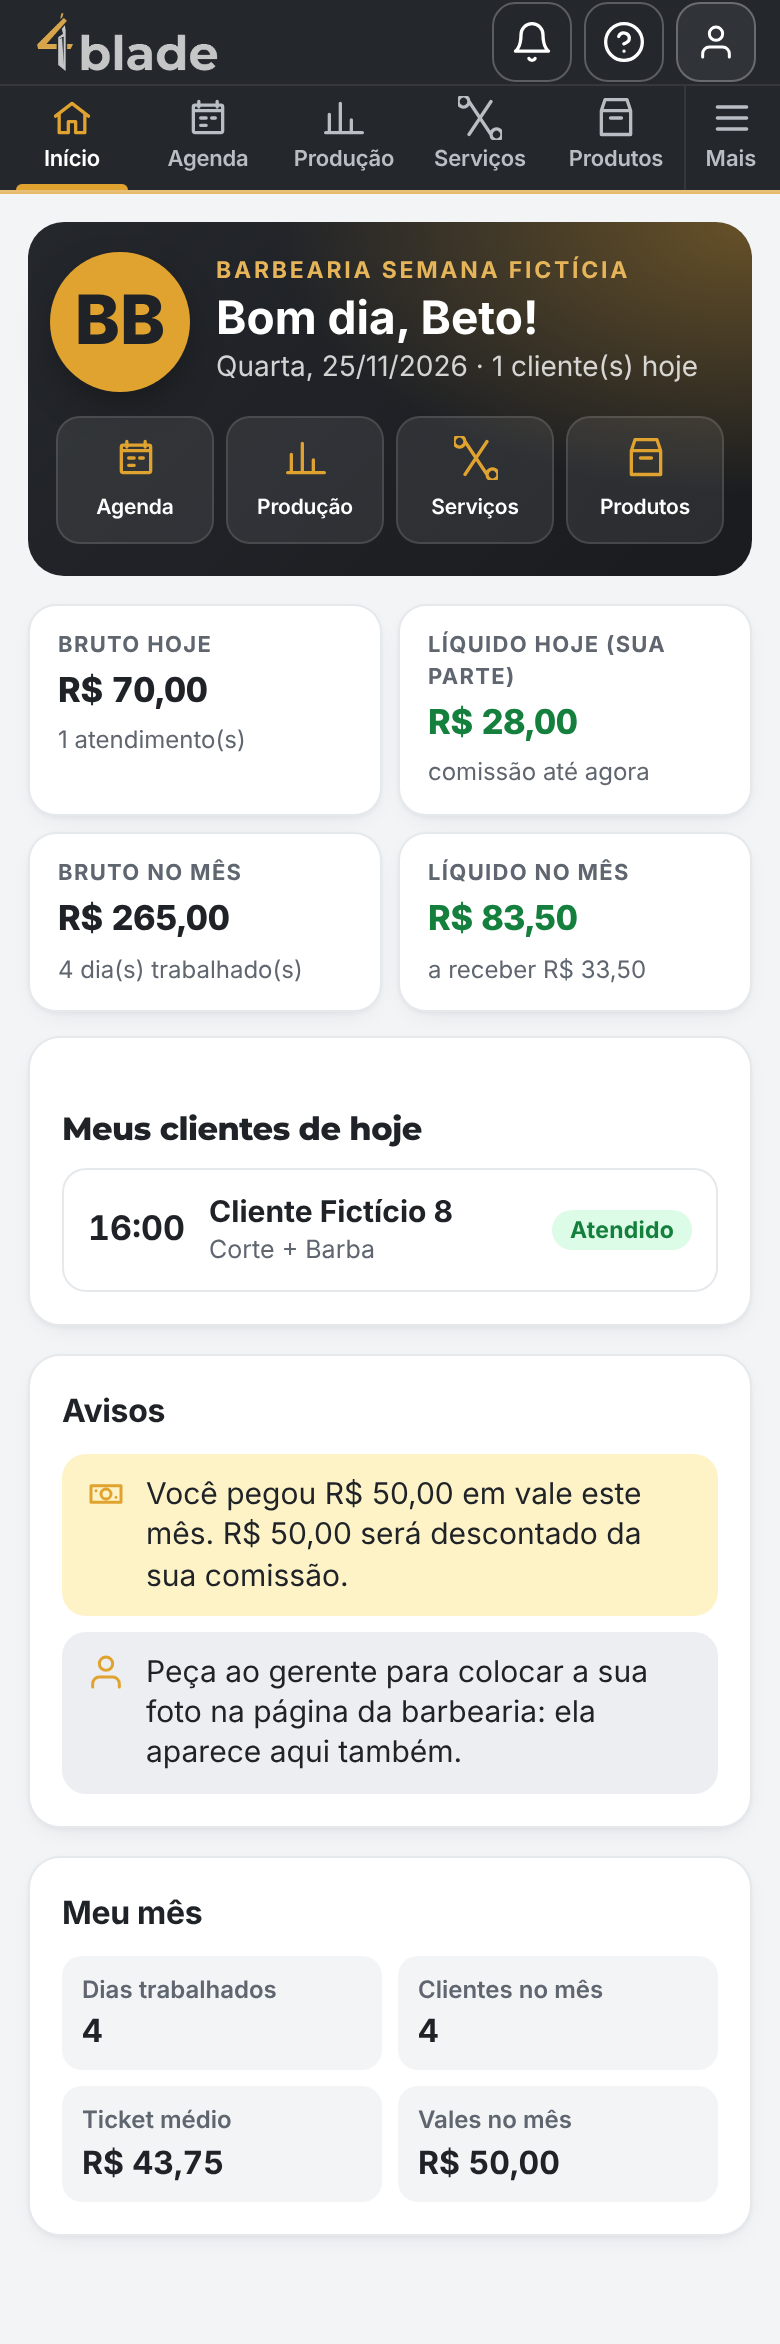 4blade
Início
Agenda
Produção
Serviços
Produtos
Mais
BB
BARBEARIA SEMANA FICTÍCIA
Bom dia, Beto!
Quarta, 25/11/2026 · 1 cliente(s) hoje
Agenda
Produção
Serviços
Produtos
BRUTO HOJE
R$ 70,00
1 atendimento(s)
LÍQUIDO HOJE (SUA
PARTE)
R$ 28,00
comissão até agora
BRUTO NO MÊS
R$ 265,00
4 dia(s) trabalhado(s)
LÍQUIDO NO MÊS
R$ 83,50
a receber R$ 33,50
Meus clientes de hoje
16:00
Cliente Fictício 8
Corte + Barba
Atendido
Avisos
Você pegou R$ 50,00 em vale este
mês. R$ 50,00 será descontado da
sua comissão.
Peça ao gerente para colocar a sua
foto na página da barbearia: ela
aparece aqui também.
Meu mês
Dias trabalhados
4
Clientes no mês
4
Ticket médio
R$ 43,75
Vales no mês
R$ 50,00